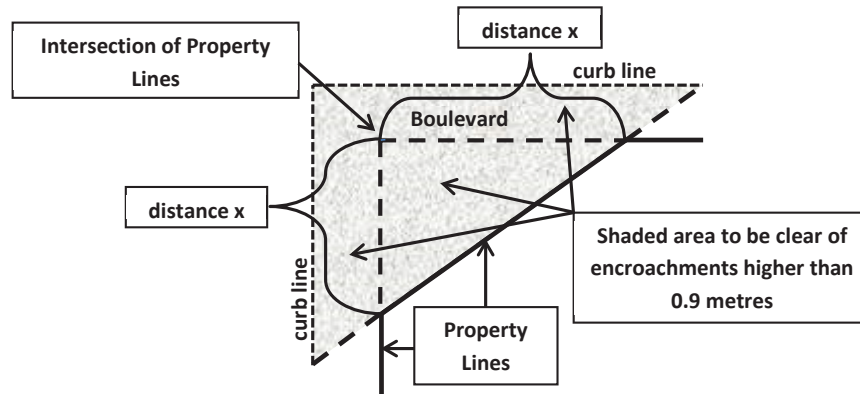 Intersection of Property
Lines
distance x
curb line
Boulevard
distance x
curb line
Shaded area to be clear of
encroachments higher than
0.9 metres
Property
Lines